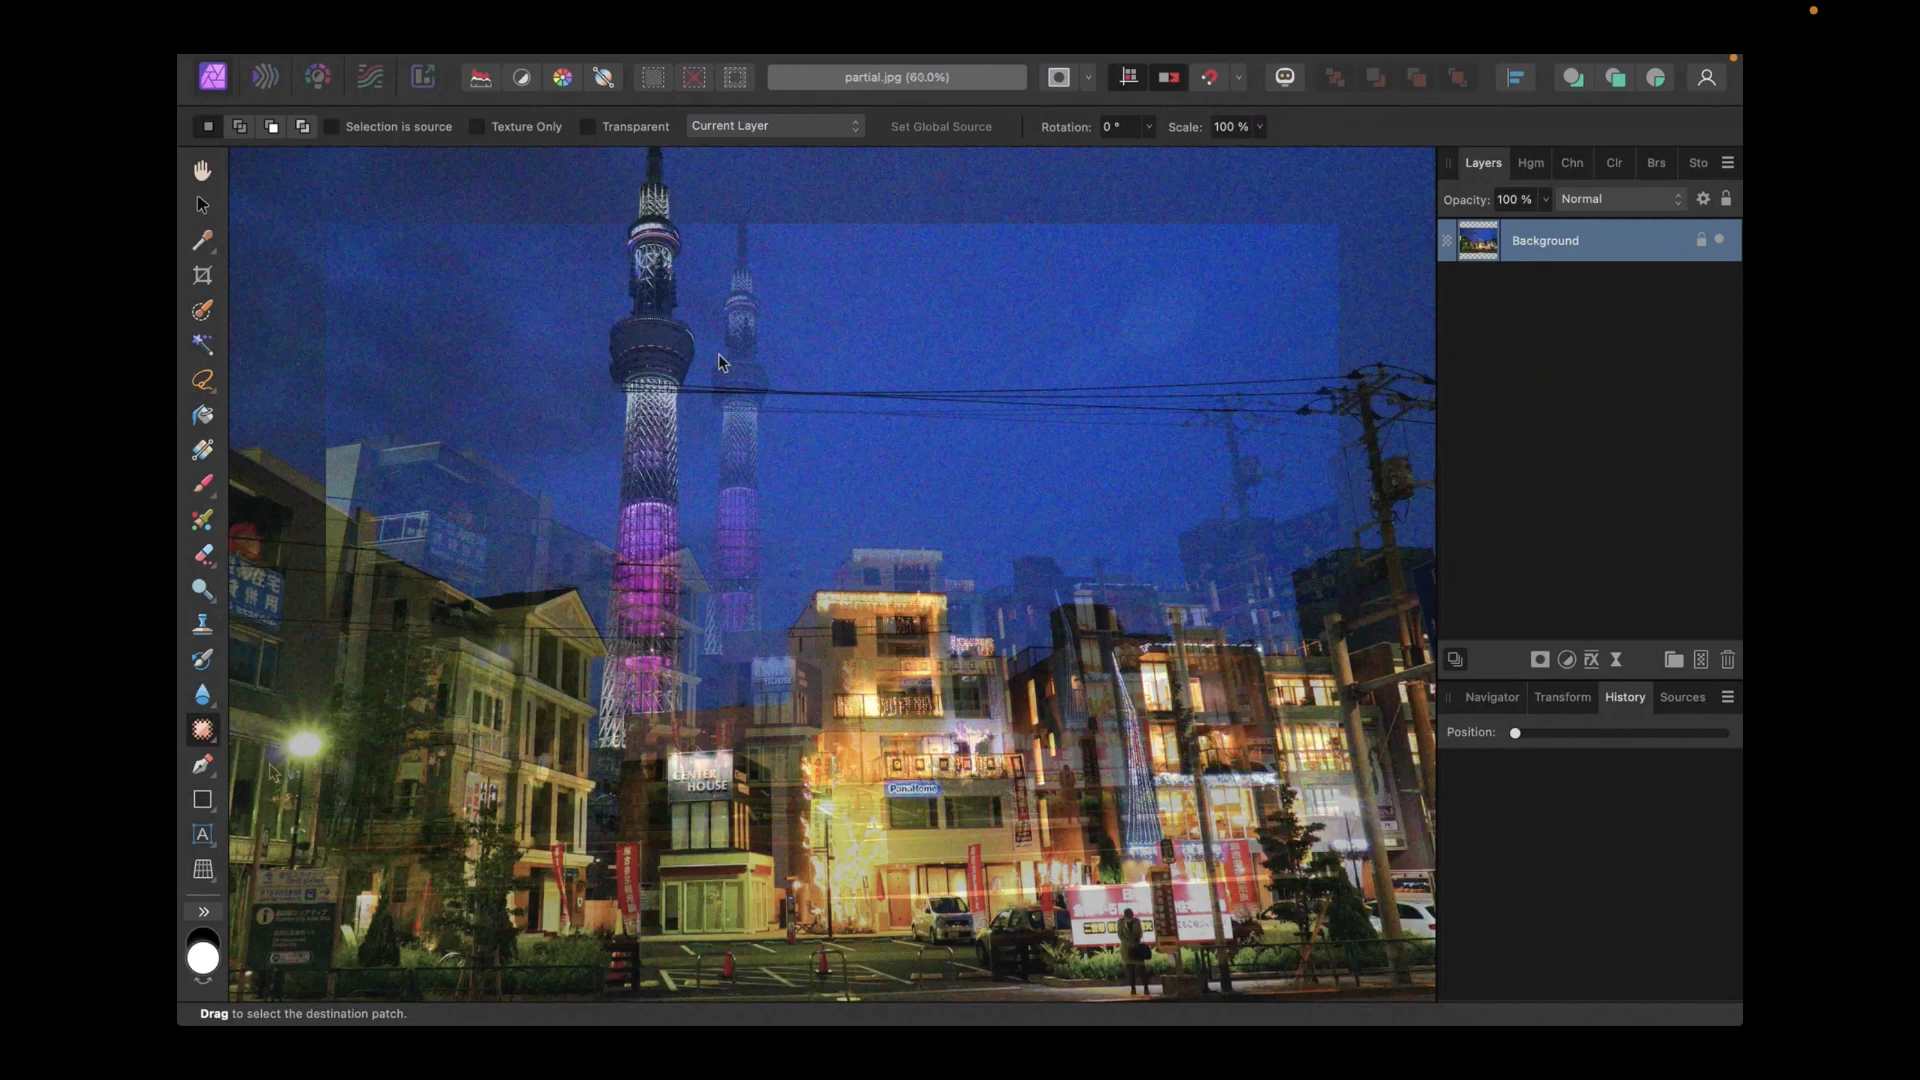 partial.jpg (60.0%)
Selection is source
Texture Only
Transparent
Current Layer
Set Global Source
Rotation: 0 °
Scale: 100 %
Layers Hgm Chn Clr Brs Sto
Opacity: 100 % Normal
Background
Navigator Transform History Sources
Position:
FX
A
CENTER
HOUSE
PanaHome
Drag to select the destination patch.